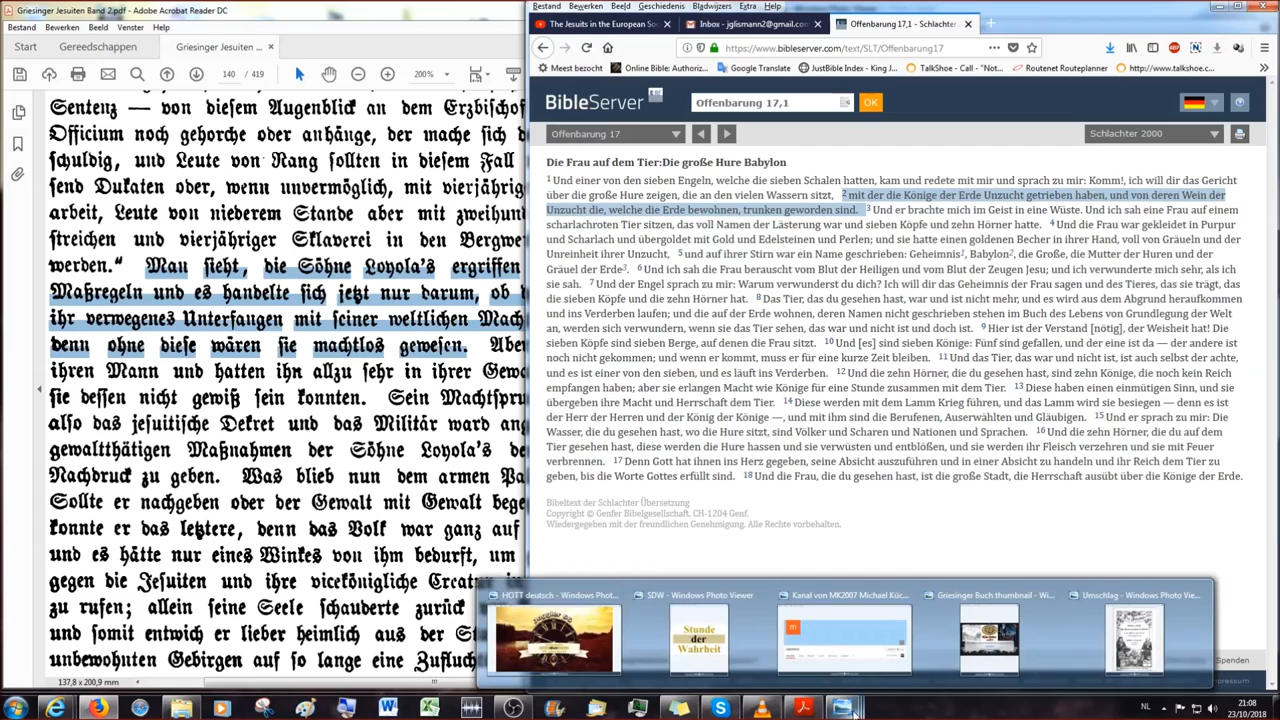 Griesinger Jesuiten Band 2.pdf - Adobe Acrobat Reader DC
Bestand Bewerken Beeld Venster Help
Start Gereedschappen Griesinger Jesuiten ... ×
140 / 419 200%
Sentenz — von diesem Augenblick an dem Erzbischof
Officium noch gehorche oder anhänge, der mache sich d
schuldig, und Leute von Rang sollten in diesem Fall
send Dukaten oder, wenn unvermöglich, mit vierjährig
arbeit, Leute von niederem Stande aber mit zweihund
streichen und vierjähriger Sklaverei in den Bergwer
werden.“ Man sieht, die Söhne Loyola's ergriffen
Maßregeln und es handelte sich jetzt nur darum, ob d
ihr verwegenes Unterfangen mit seiner weltlichen Mach
denn ohne diese wären sie machtlos gewesen. Aber
ihren Mann und hatten ihn allzu sehr in ihrer Gewa
sie dessen nicht gewiß sein konnten. Sein Machtspru
also das jesuitische Dekret und das Militär ward an
gewaltthätigen Maßnahmen der Söhne Loyola's
Nachdruck zu geben. Was blieb nun dem armen Pa
Sollte er nachgeben oder der Gewalt mit Gewalt bege
konnte er das letztere, denn das Volk war ganz auf
und es hätte nur eines Winkes von ihm bedurft, um
gegen die Jesuiten und ihre vicekönigliche Creatur
zu rufen; allein seine Seele schauderte zurück
und somit entwich er lieber heimlich aus der St
unbewohnten Gebirgen auf so lange eine Zufluch
137,8 x 200,9 mm
Bestand Bewerken Beeld Geschiedenis Bladwijzers Extra Help
The Jesuits in the European So × Inbox - jglismann2@gmail.com × Offenbarung 17,1 - Schlachter ×
https://www.bibleserver.com/text/SLT/Offenbarung17
Meest bezocht Online Bible: Authoriz... Google Translate JustBible Index - King J... TalkShoe - Call - "Not... Routenet Routeplanner http://www.talkshoe.c...
BibleServer Offenbarung 17,1 OK
Offenbarung 17 Schlachter 2000
Die Frau auf dem Tier:Die große Hure Babylon
1 Und einer von den sieben Engeln, welche die sieben Schalen hatten, kam und redete mit mir und sprach zu mir: Komm!, ich will dir das Gericht
über die große Hure zeigen, die an den vielen Wassern sitzt, 2 mit der die Könige der Erde Unzucht getrieben haben, und von deren Wein der
Unzucht die, welche die Erde bewohnen, trunken geworden sind. 3 Und er brachte mich im Geist in eine Wüste. Und ich sah eine Frau auf einem
scharlachroten Tier sitzen, das voll Namen der Lästerung war und sieben Köpfe und zehn Hörner hatte. 4 Und die Frau war gekleidet in Purpur
und Scharlach und übergoldet mit Gold und Edelsteinen und Perlen; und sie hatte einen goldenen Becher in ihrer Hand, voll von Gräueln und der
Unreinheit ihrer Unzucht, 5 und auf ihrer Stirn war ein Name geschrieben: Geheimnis1, Babylon2, die Große, die Mutter der Huren und der
Gräuel der Erde3. 6 Und ich sah die Frau berauscht vom Blut der Heiligen und vom Blut der Zeugen Jesu; und ich verwunderte mich sehr, als ich
sie sah. 7 Und der Engel sprach zu mir: Warum verwunderst du dich? Ich will dir das Geheimnis der Frau sagen und des Tieres, das sie trägt,
das die sieben Köpfe und die zehn Hörner hat. 8 Das Tier, das du gesehen hast, war und ist nicht mehr, und es wird aus dem Abgrund heraufkommen
und ins Verderben laufen; und die auf der Erde wohnen, deren Namen nicht geschrieben stehen im Buch des Lebens von Grundlegung der Welt
an, werden sich verwundern, wenn sie das Tier sehen, das war und nicht ist und doch ist. 9 Hier ist der Verstand [nötig], der Weisheit hat! Die
sieben Köpfe sind sieben Berge, auf denen die Frau sitzt. 10 Und [es] sind sieben Könige: Fünf sind gefallen, und der eine ist da — der andere ist
noch nicht gekommen; und wenn er kommt, muss er für eine kurze Zeit bleiben. 11 Und das Tier, das war und nicht ist, ist auch selbst der achte,
und es ist einer von den sieben, und es läuft ins Verderben. 12 Und die zehn Hörner, die du gesehen hast, sind zehn Könige, die noch kein Reich
empfangen haben; aber sie erlangen Macht wie Könige für eine Stunde zusammen mit dem Tier. 13 Diese haben einen einmütigen Sinn, und sie
übergeben ihre Macht und Herrschaft dem Tier. 14 Diese werden mit dem Lamm Krieg führen, und das Lamm wird sie besiegen — denn es ist
der Herr der Herren und der König der Könige —, und mit ihm sind die Berufenen, Auserwählten und Gläubigen. 15 Und er sprach zu mir: Die
Wasser, die du gesehen hast, wo die Hure sitzt, sind Völker und Scharen und Nationen und Sprachen. 16 Und die zehn Hörner, die du auf dem
Tier gesehen hast, diese werden die Hure hassen und sie verwüsten und entblößen, und sie werden ihr Fleisch verzehren und sie mit Feuer
verbrennen. 17 Denn Gott hat ihnen ins Herz gegeben, seine Absicht auszuführen und in einer Absicht zu handeln und ihr Reich dem Tier zu
geben, bis die Worte Gottes erfüllt sind. 18 Und die Frau, die du gesehen hast, ist die große Stadt, die Herrschaft ausübt über die Könige der Erde.
Bibeltext der Schlachter Übersetzung
Copyright © Genfer Bibelgesellschaft. CH-1204 Genf.
Wiedergegeben mit der freundlichen Genehmigung. Alle Rechte vorbehalten.
HOTT deutsch - Windows Phot... SDW - Windows Photo Viewer Kanal von MK2007 Michael Küc... Griesinger Buch thumbnail - Wi... Umschlag - Windows Photo Vie...
Stunde
der
Wahrheit
Spenden
NL 21:08
23/10/2018